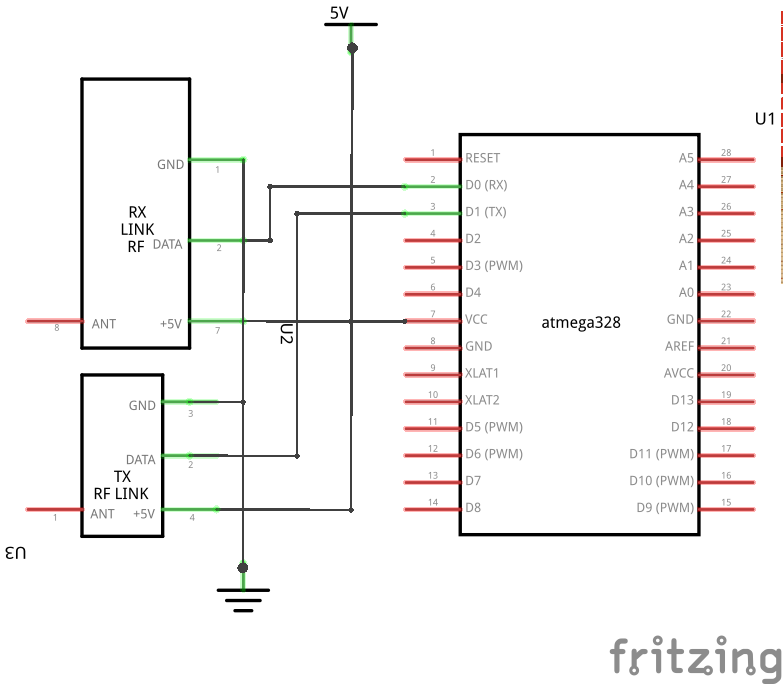 5V
U1
GND 1
RX
LINK
RF
DATA 2
8 ANT +5V 7
U2
GND 3
DATA 2
TX
RF LINK
1 ANT +5V 4
U3
1 RESET A5 28
2 D0 (RX) A4 27
3 D1 (TX) A3 26
4 D2 A2 25
5 D3 (PWM) A1 24
6 D4 A0 23
7 VCC GND 22
atmega328
8 GND AREF 21
9 XLAT1 AVCC 20
10 XLAT2 D13 19
11 D5 (PWM) D12 18
12 D6 (PWM) D11 (PWM) 17
13 D7 D10 (PWM) 16
14 D8 D9 (PWM) 15
fritzing